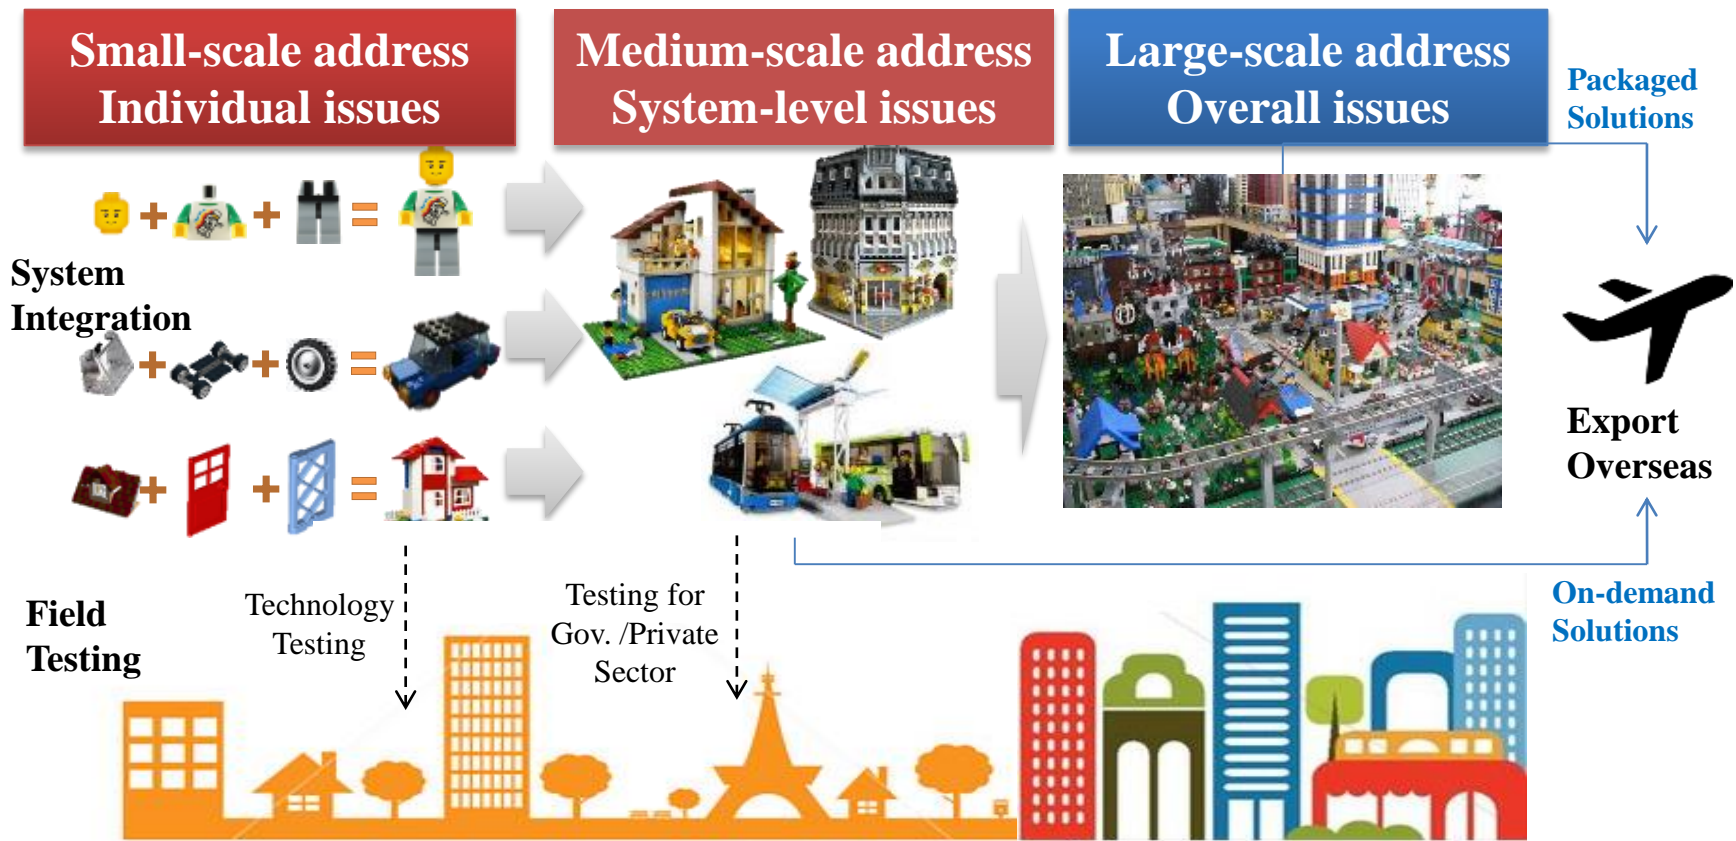 Small-scale address
Individual issues
Medium-scale address
System-level issues
Large-scale address
Overall issues
Packaged
Solutions
System
Integration
Export
Overseas
Field
Testing
Technology
Testing
Testing for
Gov. /Private
Sector
On-demand
Solutions